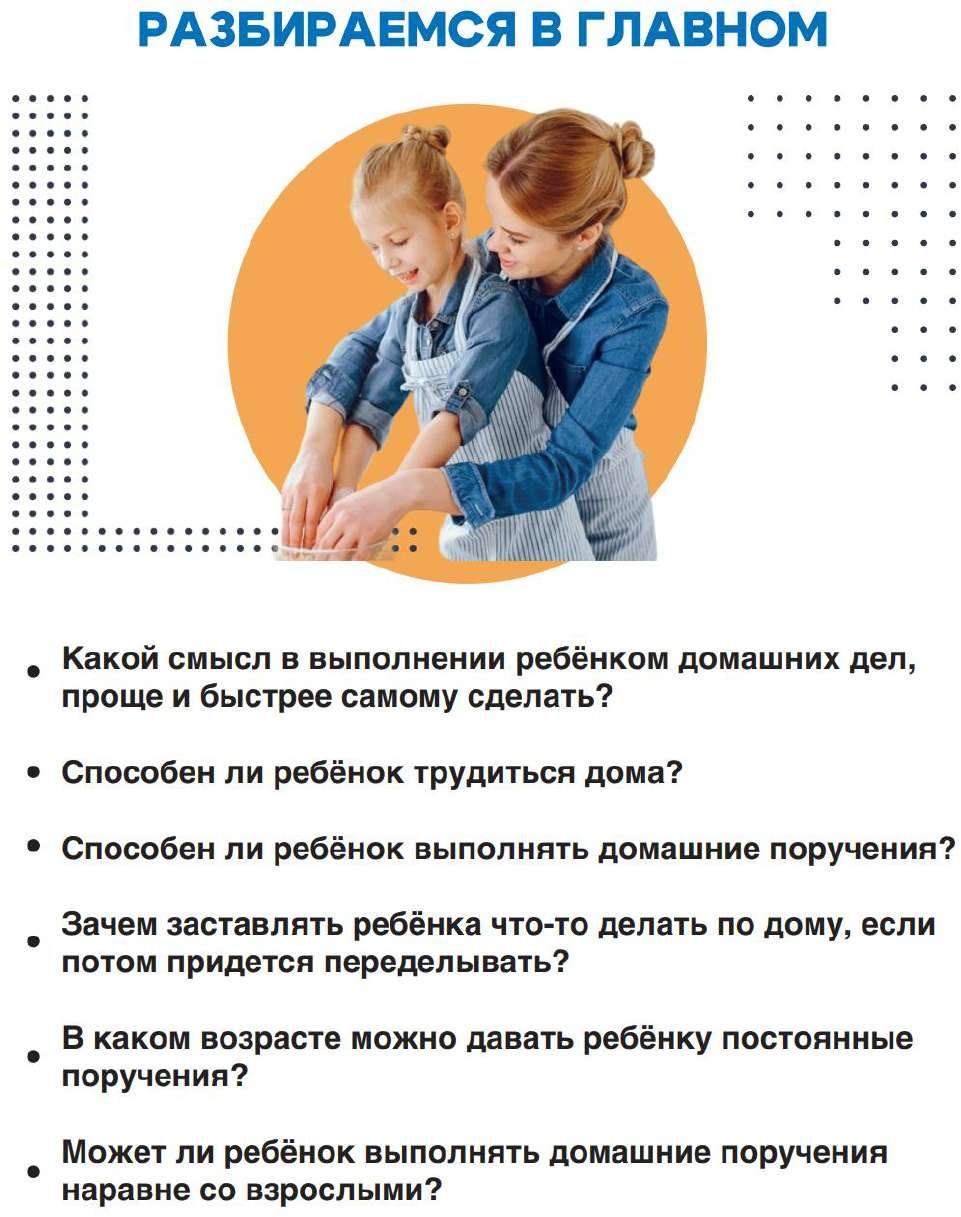 РАЗБИРАЕМСЯ В ГЛАВНОМ
• Какой смысл в выполнении ребёнком домашних дел,
проще и быстрее самому сделать?
• Способен ли ребёнок трудиться дома?
• Способен ли ребёнок выполнять домашние поручения?
• Зачем заставлять ребёнка что-то делать по дому, если
потом придется переделывать?
• В каком возрасте можно давать ребёнку постоянные
поручения?
• Может ли ребёнок выполнять домашние поручения
наравне со взрослыми?